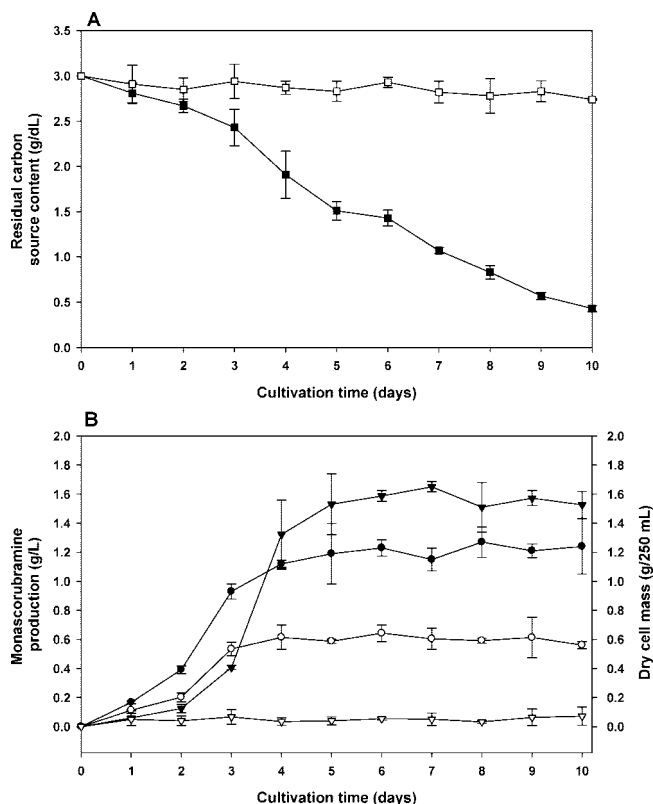 A
3.5
3.0
2.5
2.0
1.5
1.0
0.5
0.0
Residual carbon
source content (g/dL)
0 1 2 3 4 5 6 7 8 9 10
Cultivation time (days)
B
2.0 2.0
1.8 1.8
1.6 1.6
1.4 1.4
1.2 1.2
1.0 1.0
0.8 0.8
0.6 0.6
0.4 0.4
0.2 0.2
0.0 0.0
Monascorubramine
production (g/L)
Dry cell mass (g/250 mL)
0 1 2 3 4 5 6 7 8 9 10
Cultivation time (days)